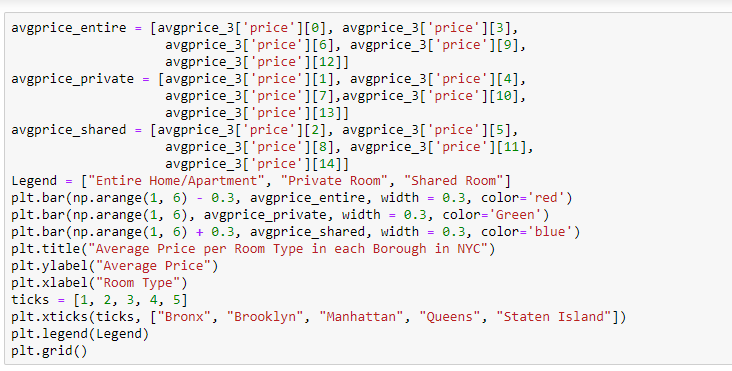 avgprice_entire = [avgprice_3['price'][0], avgprice_3['price'][3],
avgprice_3['price'][6], avgprice_3['price'][9],
avgprice_3['price'][12]]
avgprice_private = [avgprice_3['price'][1], avgprice_3['price'][4],
avgprice_3['price'][7],avgprice_3['price'][10],
avgprice_3['price'][13]]
avgprice_shared = [avgprice_3['price'][2], avgprice_3['price'][5],
avgprice_3['price'][8], avgprice_3['price'][11],
avgprice_3['price'][14]]
Legend = ["Entire Home/Apartment", "Private Room", "Shared Room"]
plt.bar(np.arange(1, 6) - 0.3, avgprice_entire, width = 0.3, color='red')
plt.bar(np.arange(1, 6), avgprice_private, width = 0.3, color='Green')
plt.bar(np.arange(1, 6) + 0.3, avgprice_shared, width = 0.3, color='blue')
plt.title("Average Price per Room Type in each Borough in NYC")
plt.ylabel("Average Price")
plt.xlabel("Room Type")
ticks = [1, 2, 3, 4, 5]
plt.xticks(ticks, ["Bronx", "Brooklyn", "Manhattan", "Queens", "Staten Island"])
plt.legend(Legend)
plt.grid()